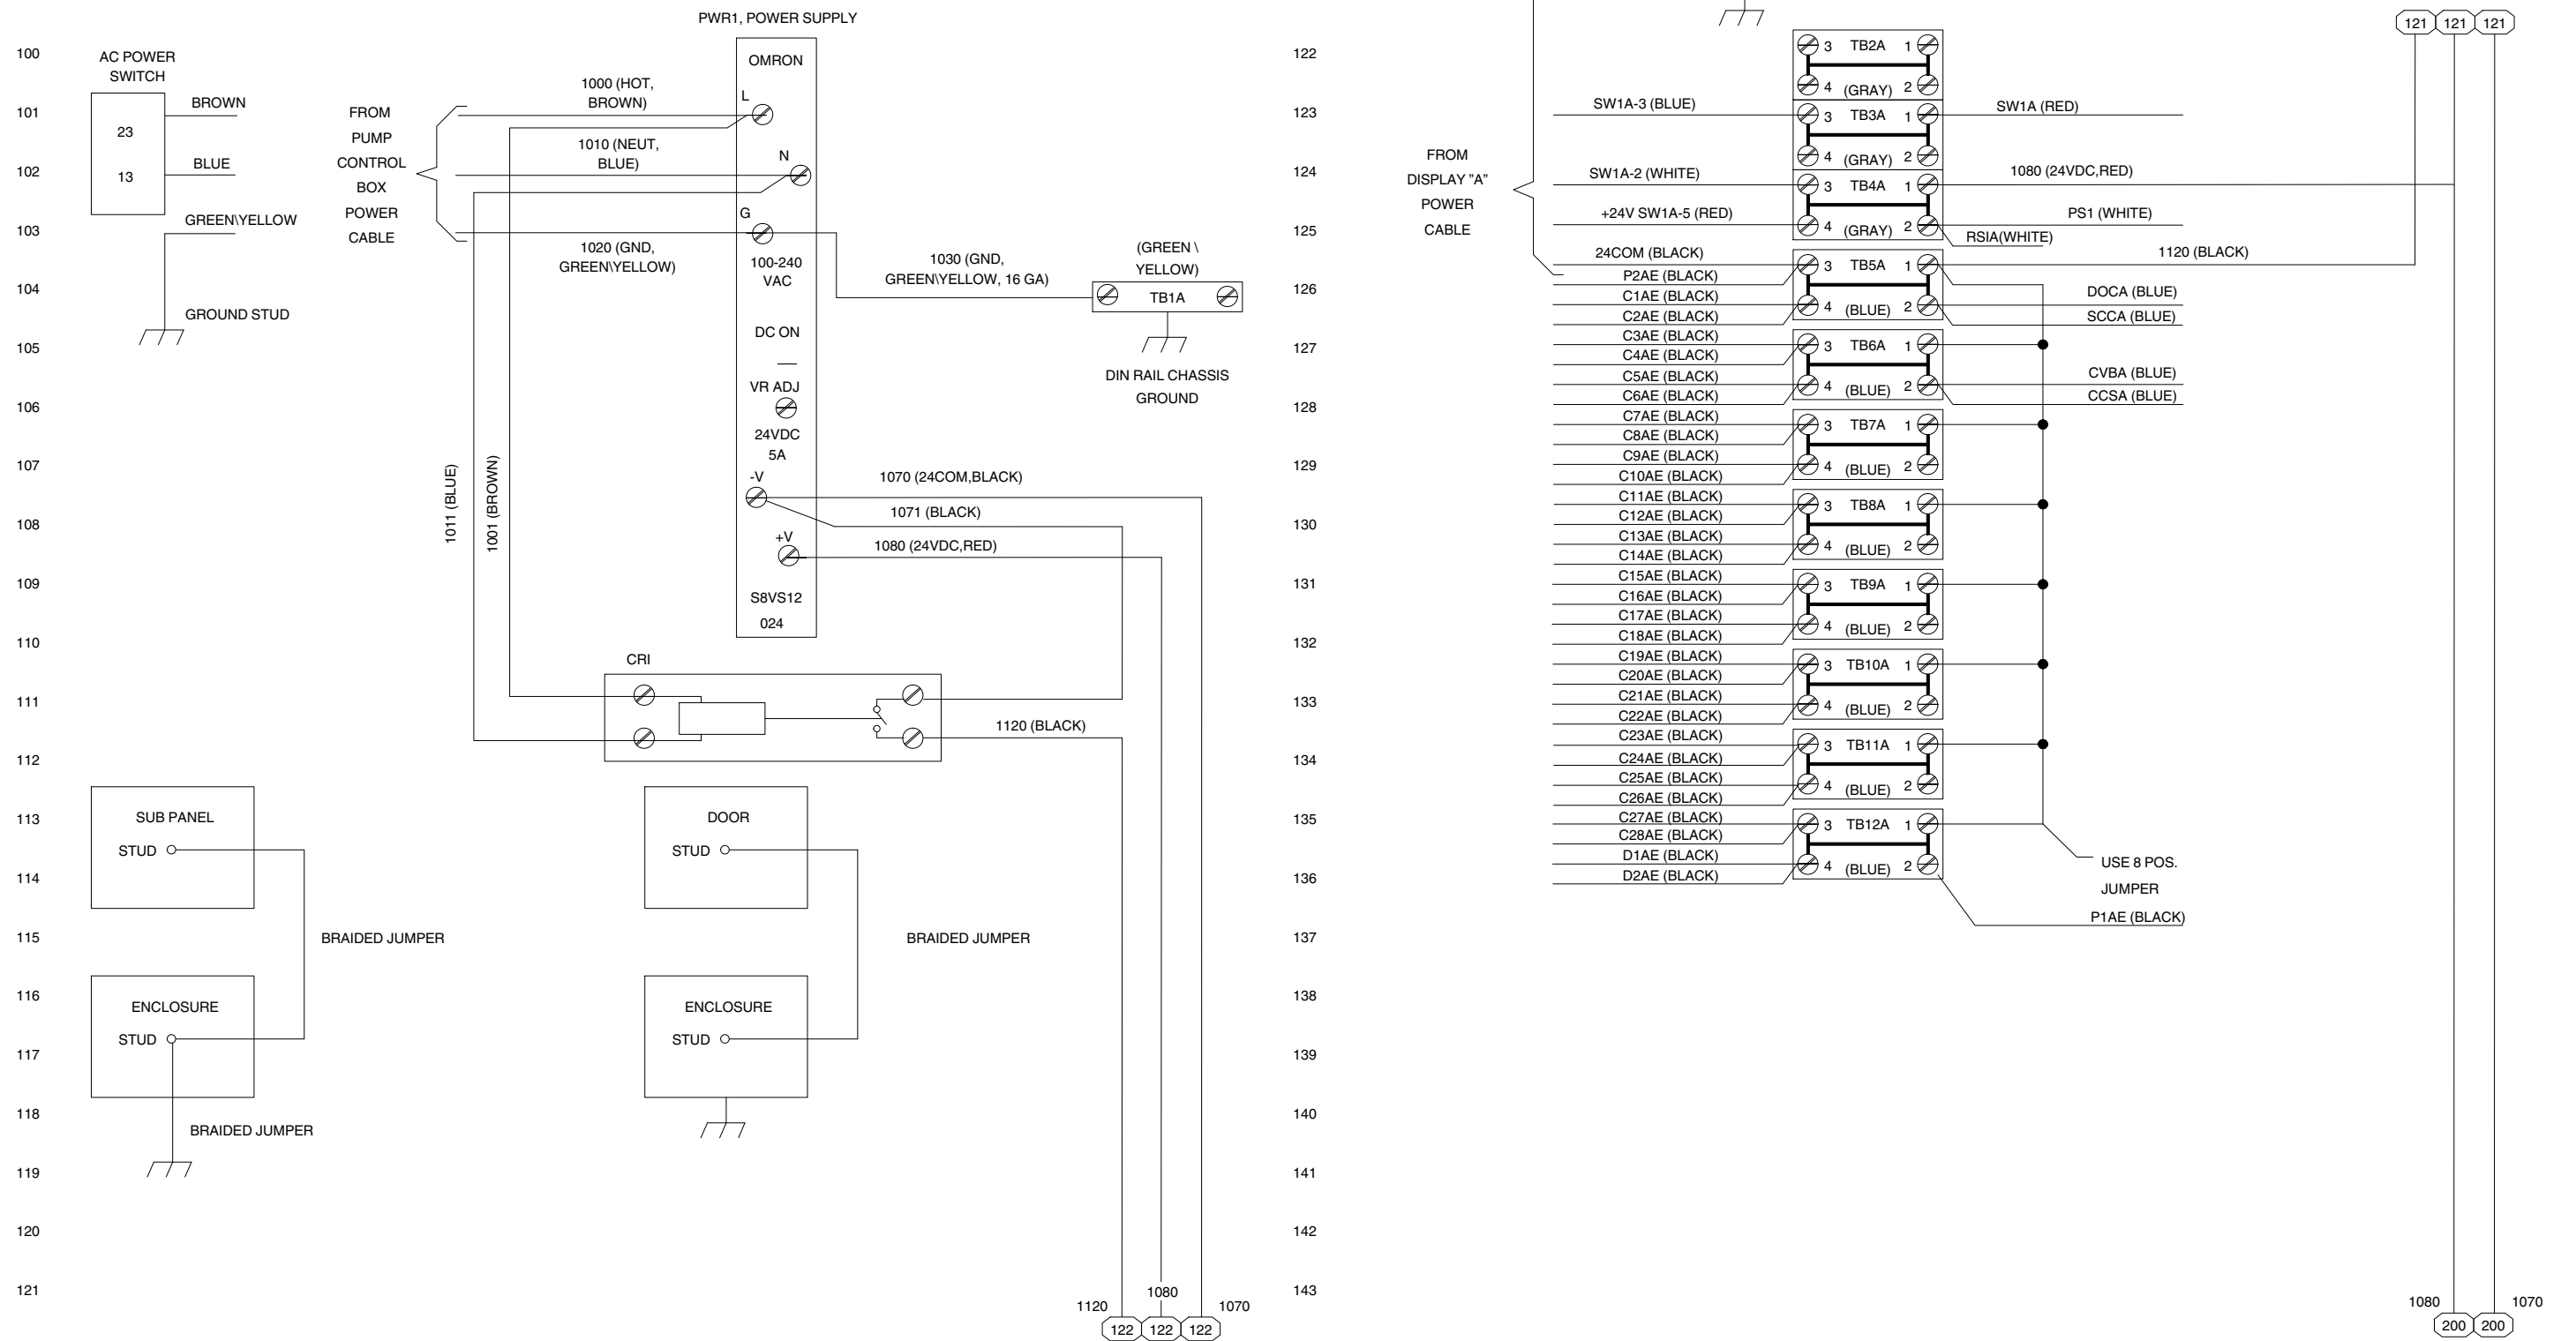 PWR1, POWER SUPPLY
100
AC POWER
SWITCH
OMRON
1000 (HOT,
BROWN)
L
101
BROWN
23
FROM
PUMP
CONTROL
BOX
POWER
CABLE
1010 (NEUT,
BLUE)
N
102
BLUE
13
GREEN\YELLOW
G
103
1020 (GND,
GREEN\YELLOW)
100-240
VAC
1030 (GND,
GREEN\YELLOW, 16 GA)
(GREEN \
YELLOW)
TB1A
104
GROUND STUD
DC ON
105
DIN RAIL CHASSIS
GROUND
VR ADJ
106
24VDC
5A
107
-V
1070 (24COM,BLACK)
1011 (BLUE)
1001 (BROWN)
1071 (BLACK)
108
+V
1080 (24VDC,RED)
109
S8VS12
024
110
CRI
111
1120 (BLACK)
112
113
SUB PANEL
STUD
DOOR
STUD
114
115
BRAIDED JUMPER
BRAIDED JUMPER
116
ENCLOSURE
STUD
ENCLOSURE
STUD
117
118
BRAIDED JUMPER
119
120
121
1120
1080
1070
122
122
122
121
121
121
122
3 TB2A 1
4 (GRAY) 2
123
SW1A-3 (BLUE)
3 TB3A 1
SW1A (RED)
4 (GRAY) 2
FROM
DISPLAY "A"
POWER
CABLE
124
SW1A-2 (WHITE)
3 TB4A 1
1080 (24VDC,RED)
125
+24V SW1A-5 (RED)
4 (GRAY) 2
PS1 (WHITE)
RSIA(WHITE)
24COM (BLACK)
3 TB5A 1
1120 (BLACK)
P2AE (BLACK)
126
C1AE (BLACK)
4 (BLUE) 2
DOCA (BLUE)
C2AE (BLACK)
SCCA (BLUE)
127
C3AE (BLACK)
3 TB6A 1
C4AE (BLACK)
C5AE (BLACK)
4 (BLUE) 2
CVBA (BLUE)
128
C6AE (BLACK)
CCSA (BLUE)
C7AE (BLACK)
3 TB7A 1
C8AE (BLACK)
129
C9AE (BLACK)
4 (BLUE) 2
C10AE (BLACK)
C11AE (BLACK)
3 TB8A 1
130
C12AE (BLACK)
C13AE (BLACK)
4 (BLUE) 2
C14AE (BLACK)
131
C15AE (BLACK)
3 TB9A 1
C16AE (BLACK)
C17AE (BLACK)
4 (BLUE) 2
132
C18AE (BLACK)
C19AE (BLACK)
3 TB10A 1
C20AE (BLACK)
133
C21AE (BLACK)
4 (BLUE) 2
C22AE (BLACK)
C23AE (BLACK)
3 TB11A 1
134
C24AE (BLACK)
C25AE (BLACK)
4 (BLUE) 2
C26AE (BLACK)
135
C27AE (BLACK)
3 TB12A 1
C28AE (BLACK)
D1AE (BLACK)
4 (BLUE) 2
136
D2AE (BLACK)
USE 8 POS.
JUMPER
P1AE (BLACK)
137
138
139
140
141
142
143
1080
1070
200
200